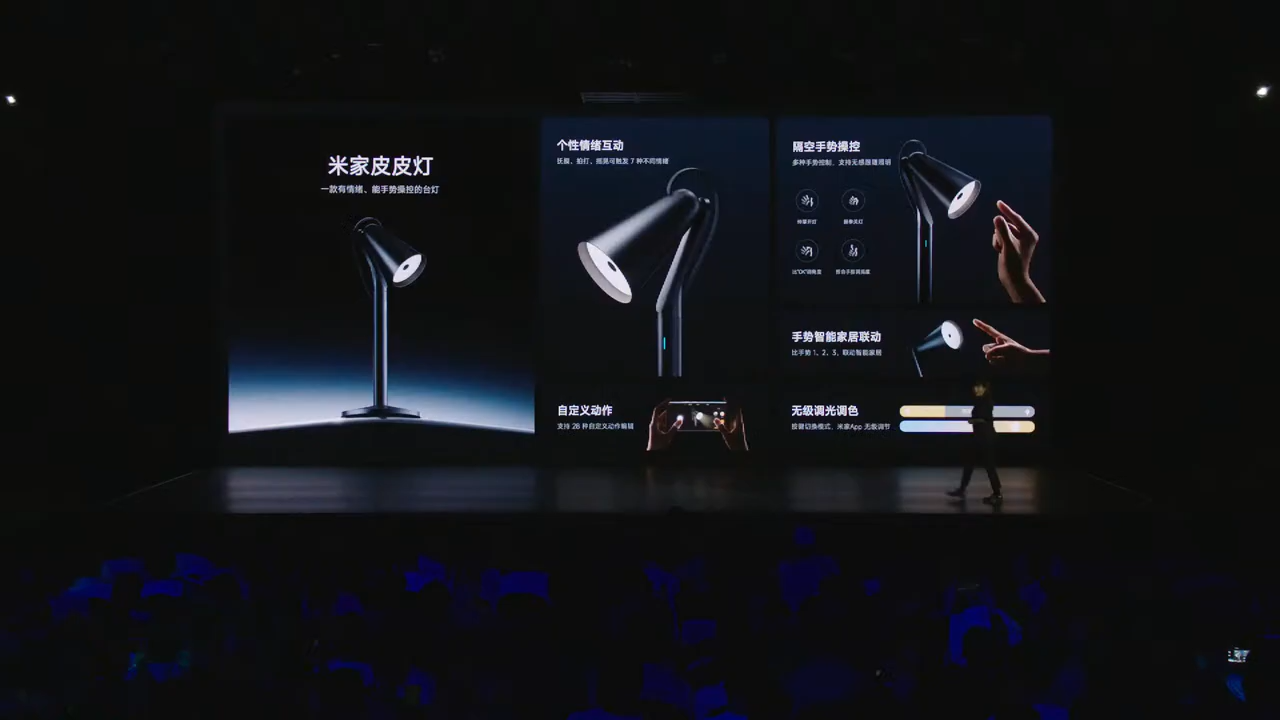 米家皮皮灯
一款有情绪、能手势操控的台灯
个性情绪互动
抚摸、拍打、摇晃可触发 7 种不同情绪
自定义动作
支持 26 种自定义动作编辑
隔空手势操控
多种手势控制，支持无感跟随照明
手势智能家居联动
比手势 1、2、3，联动智能家居
无级调光调色
按键切换模式，米家App 无级调节